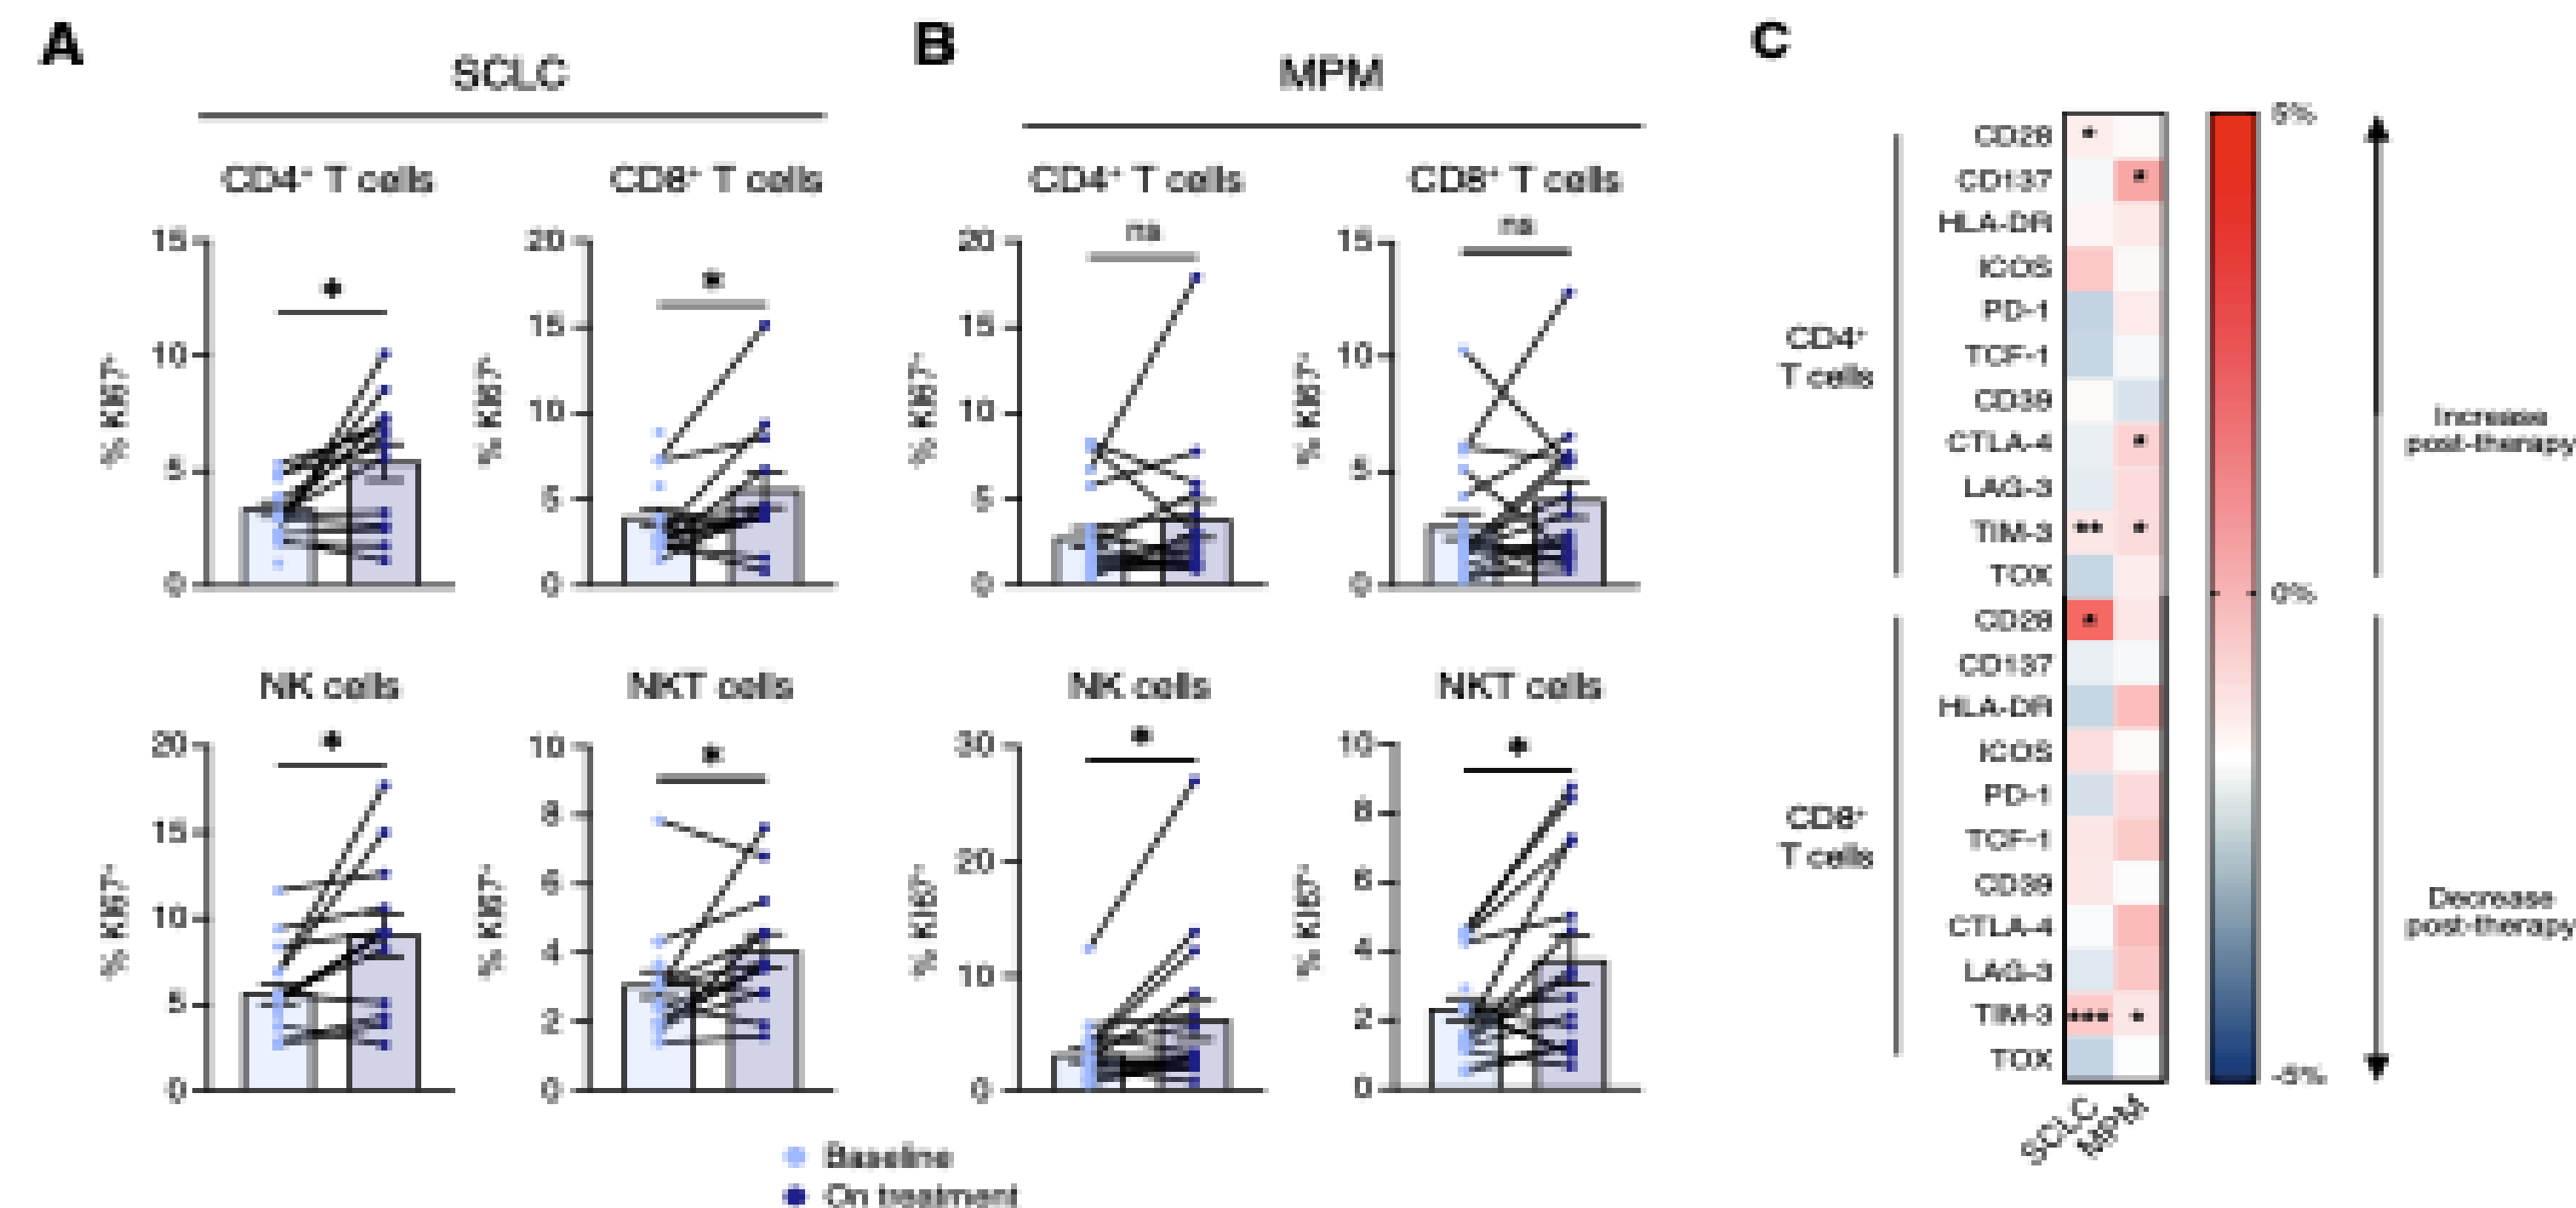 A
SCLC
CD4+ T cells
CD8+ T cells
% KI67+
15
10
5
0
*
% KI67+
20
15
10
5
0
*
NK cells
NKT cells
% KI67+
20
15
10
5
0
*
% KI67+
10
8
6
4
2
0
*
B
MPM
CD4+ T cells
CD8+ T cells
% KI67+
20
15
10
5
0
ns
% KI67+
15
10
5
0
ns
NK cells
NKT cells
% KI67+
30
20
10
0
*
% KI67+
10
8
6
4
2
0
*
Baseline
On treatment
C
CD4+
T cells
CD28 *
CD137 *
HLA-DR
ICOS
PD-1
TCF-1
CD39
CTLA-4 *
LAG-3
TIM-3 ** *
TOX
CD8+
T cells
CD28 *
CD137
HLA-DR
ICOS
PD-1
TCF-1
CD39
CTLA-4
LAG-3
TIM-3 *** *
TOX
SCLC
MPM
5%
0%
-5%
Increase
post-therapy
Decrease
post-therapy